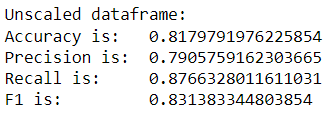 Unscaled dataframe:
Accuracy is: 0.8179791976225854
Precision is: 0.7905759162303665
Recall is: 0.8766328011611031
F1 is: 0.831383344803854